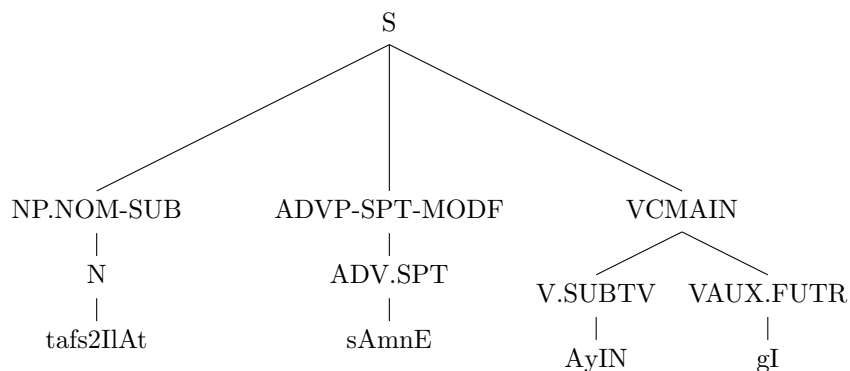 S
NP.NOM-SUB ADVP-SPT-MODF VCMAIN
N ADV.SPT V.SUBTV VAUX.FUTR
tafs2IlAt sAmnE AyIN gI